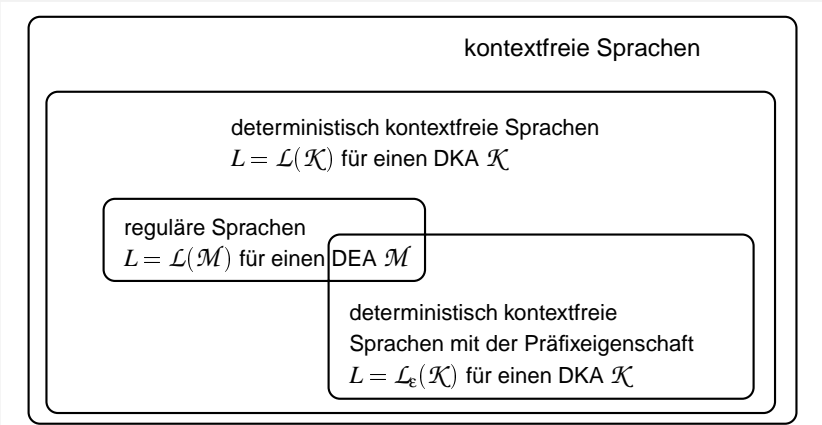 kontextfreie Sprachen
deterministisch kontextfreie Sprachen
L = ℒ(𝒦) für einen DKA 𝒦
reguläre Sprachen
L = ℒ(ℳ) für einen DEA ℳ
deterministisch kontextfreie
Sprachen mit der Präfixeigenschaft
L = ℒε(𝒦) für einen DKA 𝒦